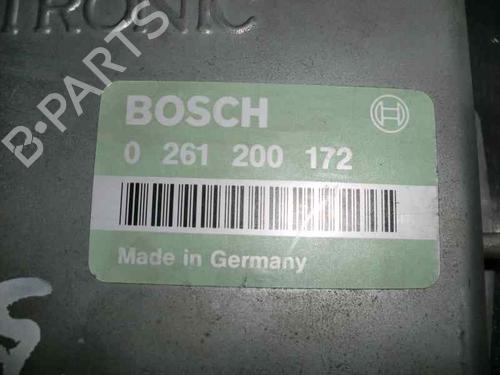 TRONIC
B-PARTS
BOSCH
0 261 200 172
Made in Germany
S